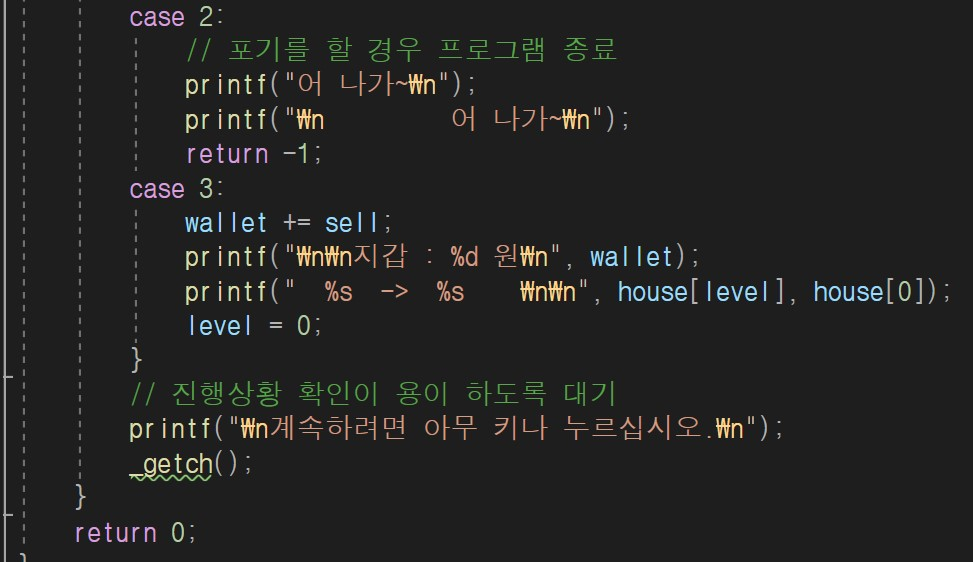 case 2:
// 포기를 할 경우 프로그램 종료
printf("어 나가~₩n");
printf("₩n         어 나가~₩n");
return -1;
case 3:
wallet += sell;
printf("₩n₩n지갑 : %d 원₩n", wallet);
printf("  %s  ->  %s    ₩n₩n", house[level], house[0]);
level = 0;
}
// 진행상황 확인이 용이 하도록 대기
printf("₩n계속하려면 아무 키나 누르십시오.₩n");
_getch();
}
return 0;
}